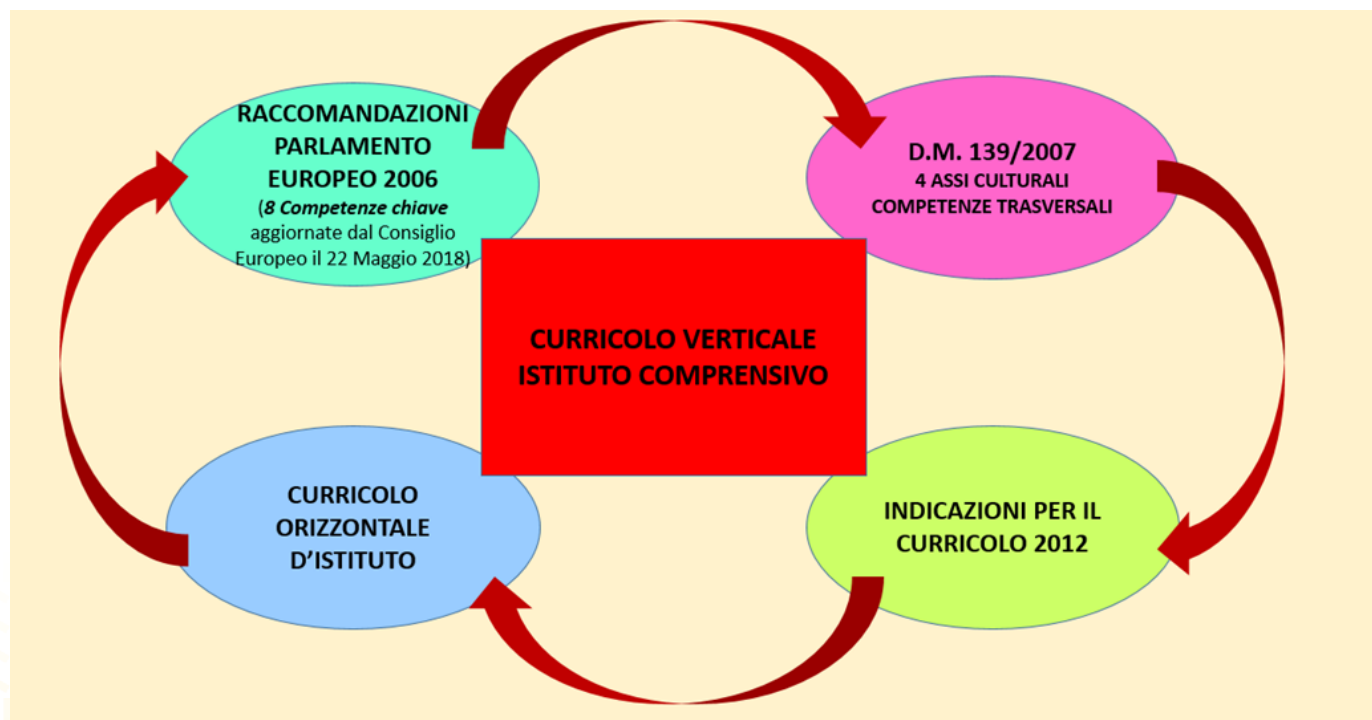 RACCOMANDAZIONI
PARLAMENTO
EUROPEO 2006
(8 Competenze chiave
aggiornate dal Consiglio
Europeo il 22 Maggio 2018)
D.M. 139/2007
4 ASSI CULTURALI
COMPETENZE TRASVERSALI
CURRICOLO VERTICALE
ISTITUTO COMPRENSIVO
CURRICOLO
ORIZZONTALE
D’ISTITUTO
INDICAZIONI PER IL
CURRICOLO 2012